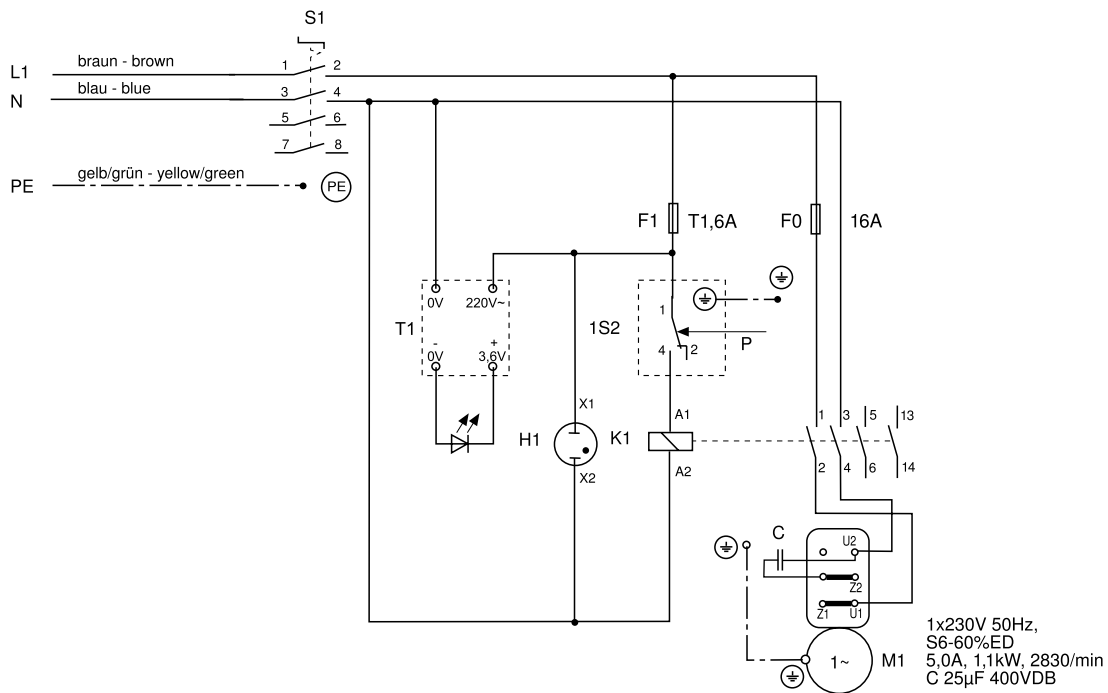 S1
L1 braun - brown 1 2
N blau - blue 3 4
5 6
7 8
PE gelb/grün - yellow/green PE
F1 T1,6A F0 16A
0V 220V~
T1 1S2 1 P
- +
0V 3,6V 4 2
X1 A1 1 3 5 13
H1 K1
X2 A2 2 4 6 14
C U2
Z2
Z1 U1
1~ M1
1x230V 50Hz,
S6-60%ED
5,0A, 1,1kW, 2830/min
C 25µF 400VDB